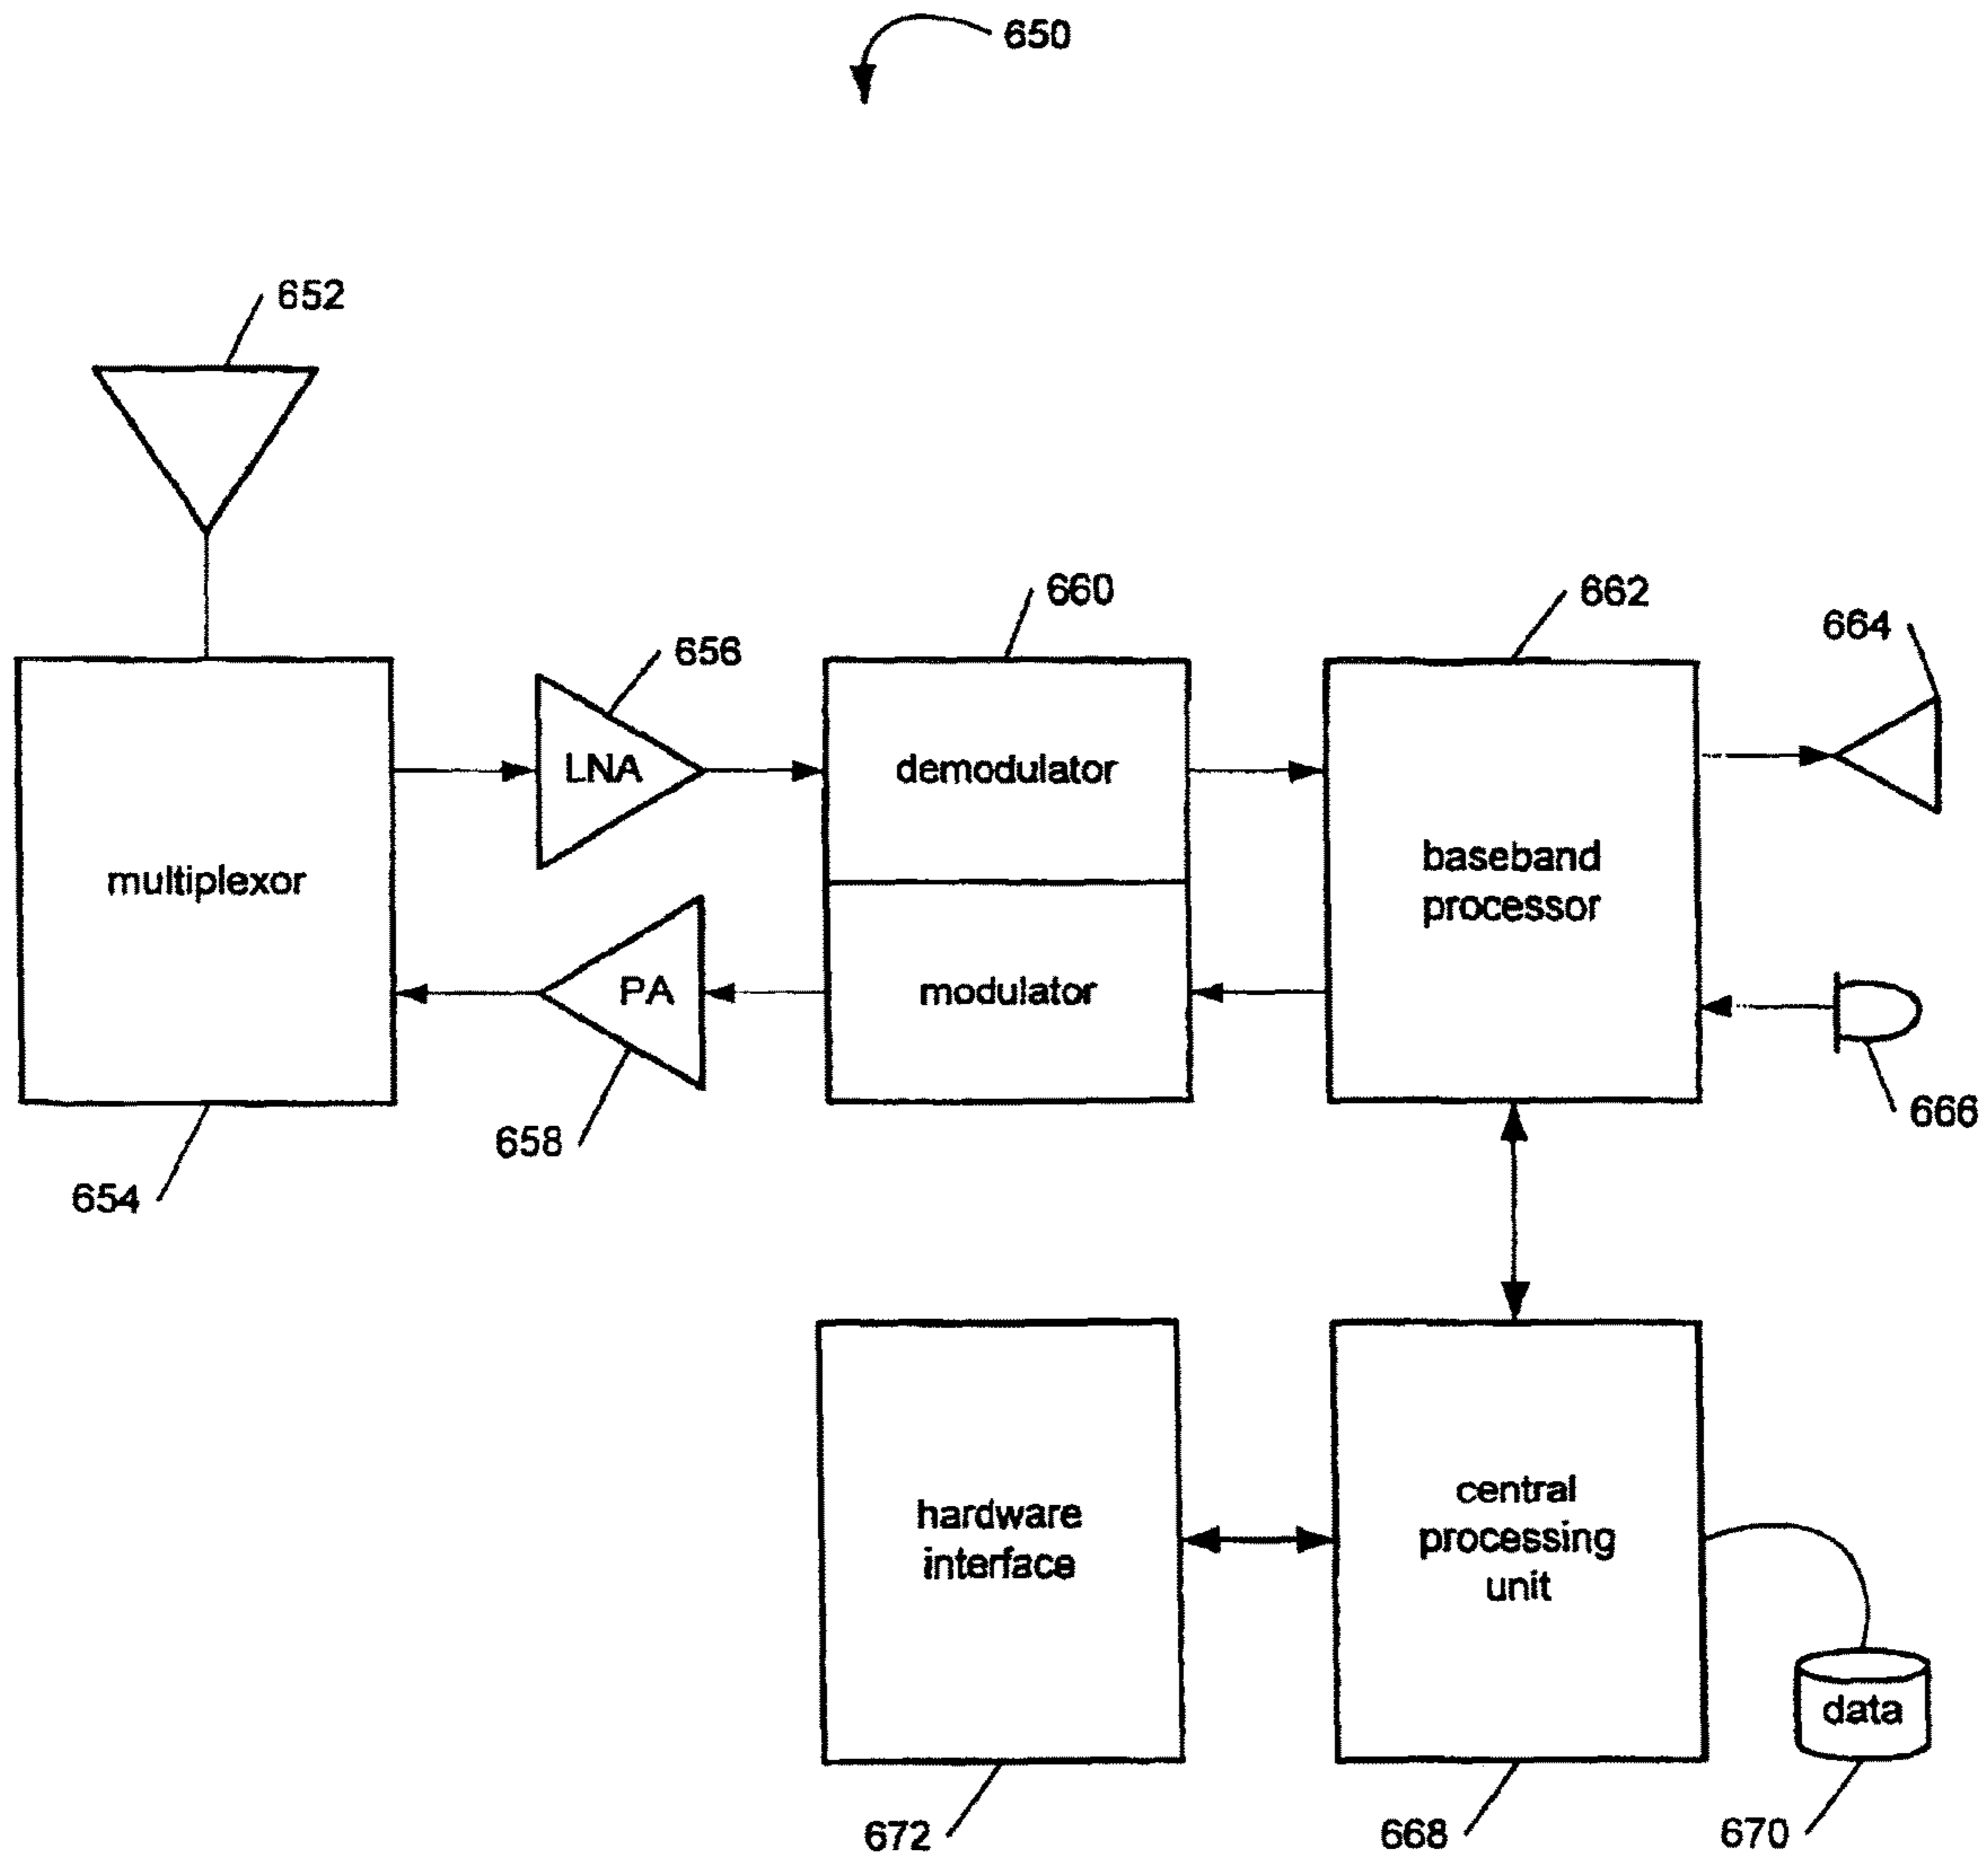 650
652
660
662
664
656
LNA
demodulator
multiplexor
baseband
processor
PA
modulator
658
666
654
hardware
interface
central
processing
unit
data
672
668
670